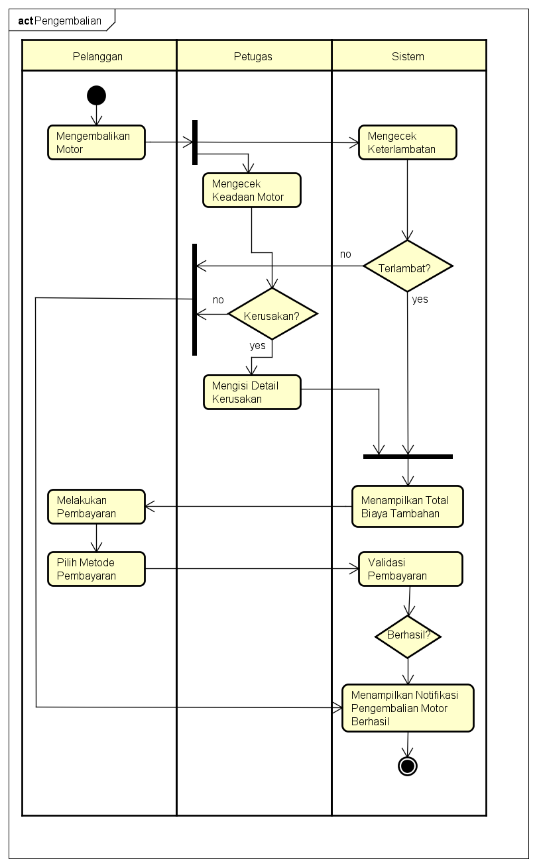 act Pengembalian
Pelanggan
Petugas
Sistem
Mengembalikan
Motor
Mengecek
Keterlambatan
Mengecek
Keadaan Motor
no
Terlambat?
yes
no
Kerusakan?
yes
Mengisi Detail
Kerusakan
Melakukan
Pembayaran
Menampilkan Total
Biaya Tambahan
Pilih Metode
Pembayaran
Validasi
Pembayaran
Berhasil?
Menampilkan Notifikasi
Pengembalian Motor
Berhasil